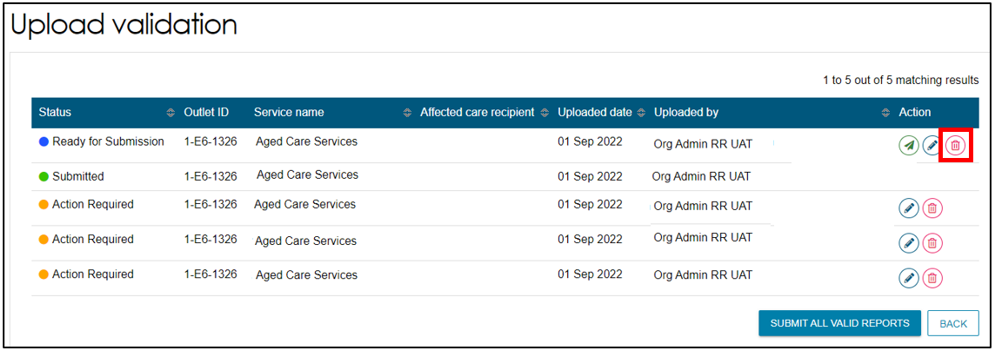 Upload validation
1 to 5 out of 5 matching results
Status Outlet ID Service name Affected care recipient Uploaded date Uploaded by Action
Ready for Submission 1-E6-1326 Aged Care Services 01 Sep 2022 Org Admin RR UAT
Submitted 1-E6-1326 Aged Care Services 01 Sep 2022 Org Admin RR UAT
Action Required 1-E6-1326 Aged Care Services 01 Sep 2022 Org Admin RR UAT
Action Required 1-E6-1326 Aged Care Services 01 Sep 2022 Org Admin RR UAT
Action Required 1-E6-1326 Aged Care Services 01 Sep 2022 Org Admin RR UAT
SUBMIT ALL VALID REPORTS BACK